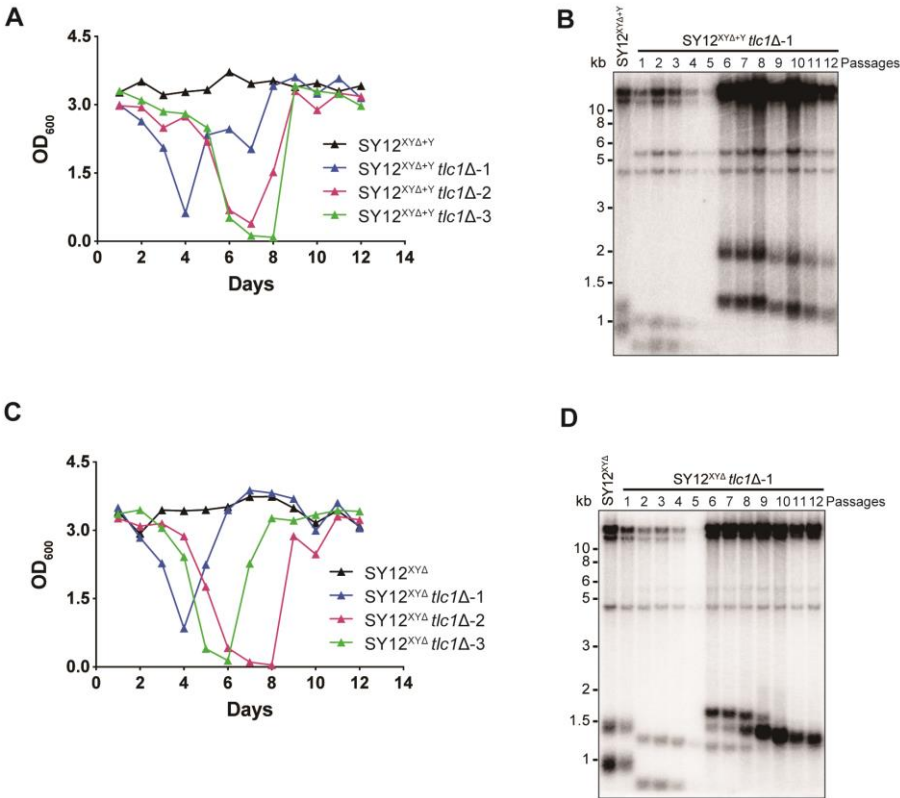 A
OD600
4.5
3.0
1.5
0.0
0 2 4 6 8 10 12 14
Days
SY12XYΔ+Y
SY12XYΔ+Y tlc1Δ-1
SY12XYΔ+Y tlc1Δ-2
SY12XYΔ+Y tlc1Δ-3
B
SY12XYΔ+Y
SY12XYΔ+Y tlc1Δ-1
kb 1 2 3 4 5 6 7 8 9 10 11 12 Passages
10
8
6
5
3
2
1.5
1
C
OD600
4.5
3.0
1.5
0.0
0 2 4 6 8 10 12 14
Days
SY12XYΔ
SY12XYΔ tlc1Δ-1
SY12XYΔ tlc1Δ-2
SY12XYΔ tlc1Δ-3
D
SY12XYΔ
SY12XYΔ tlc1Δ-1
kb 1 2 3 4 5 6 7 8 9 10 11 12 Passages
10
8
6
5
3
2
1.5
1